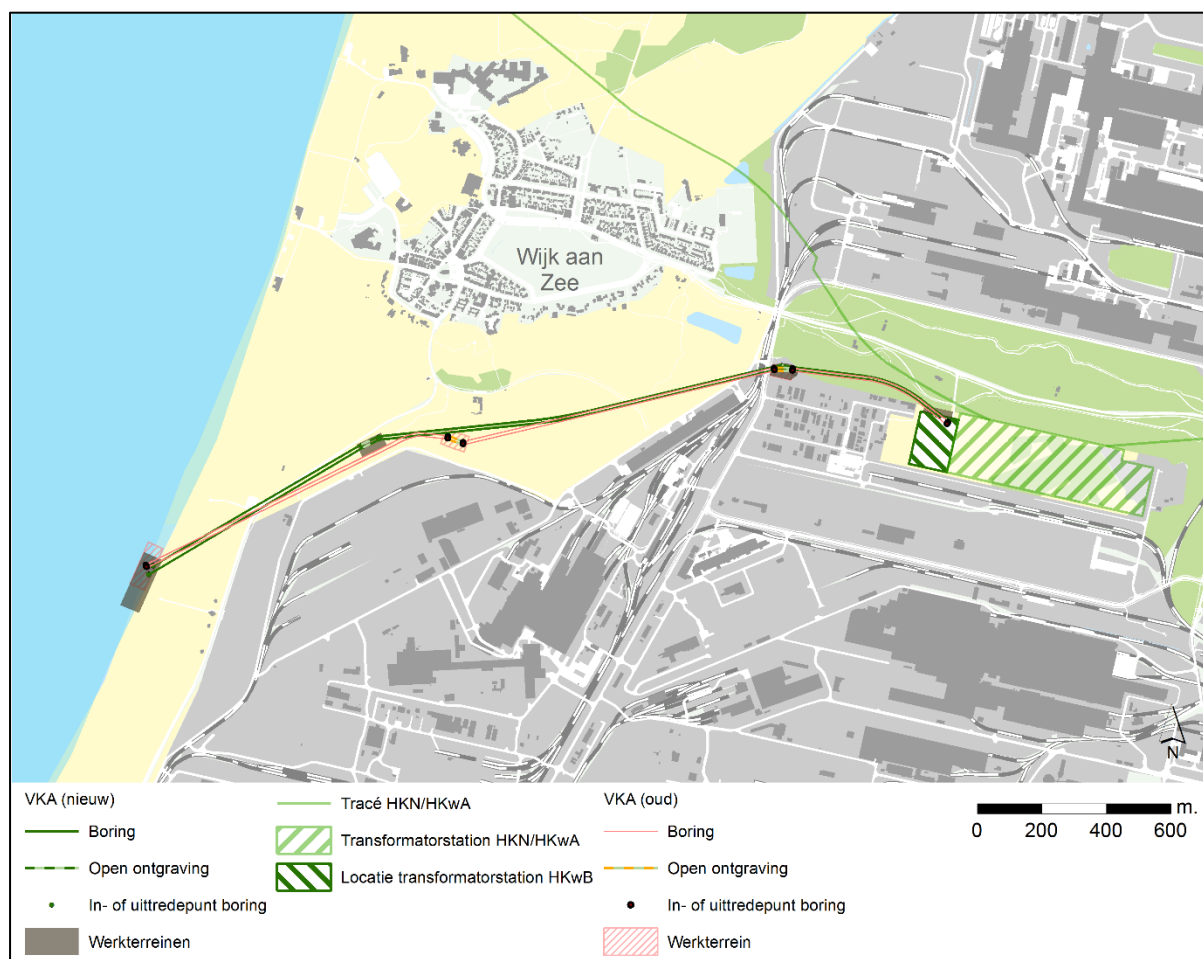 Wijk aan
Zee
N
VKA (nieuw)
Boring
Open ontgraving
In- of uittredepunt boring
Werkterreinen
Tracé HKN/HKwA
Transformatorstation HKN/HKwA
Locatie transformatorstation HKwB
VKA (oud)
Boring
Open ontgraving
In- of uittredepunt boring
Werkterrein
m.
0 200 400 600